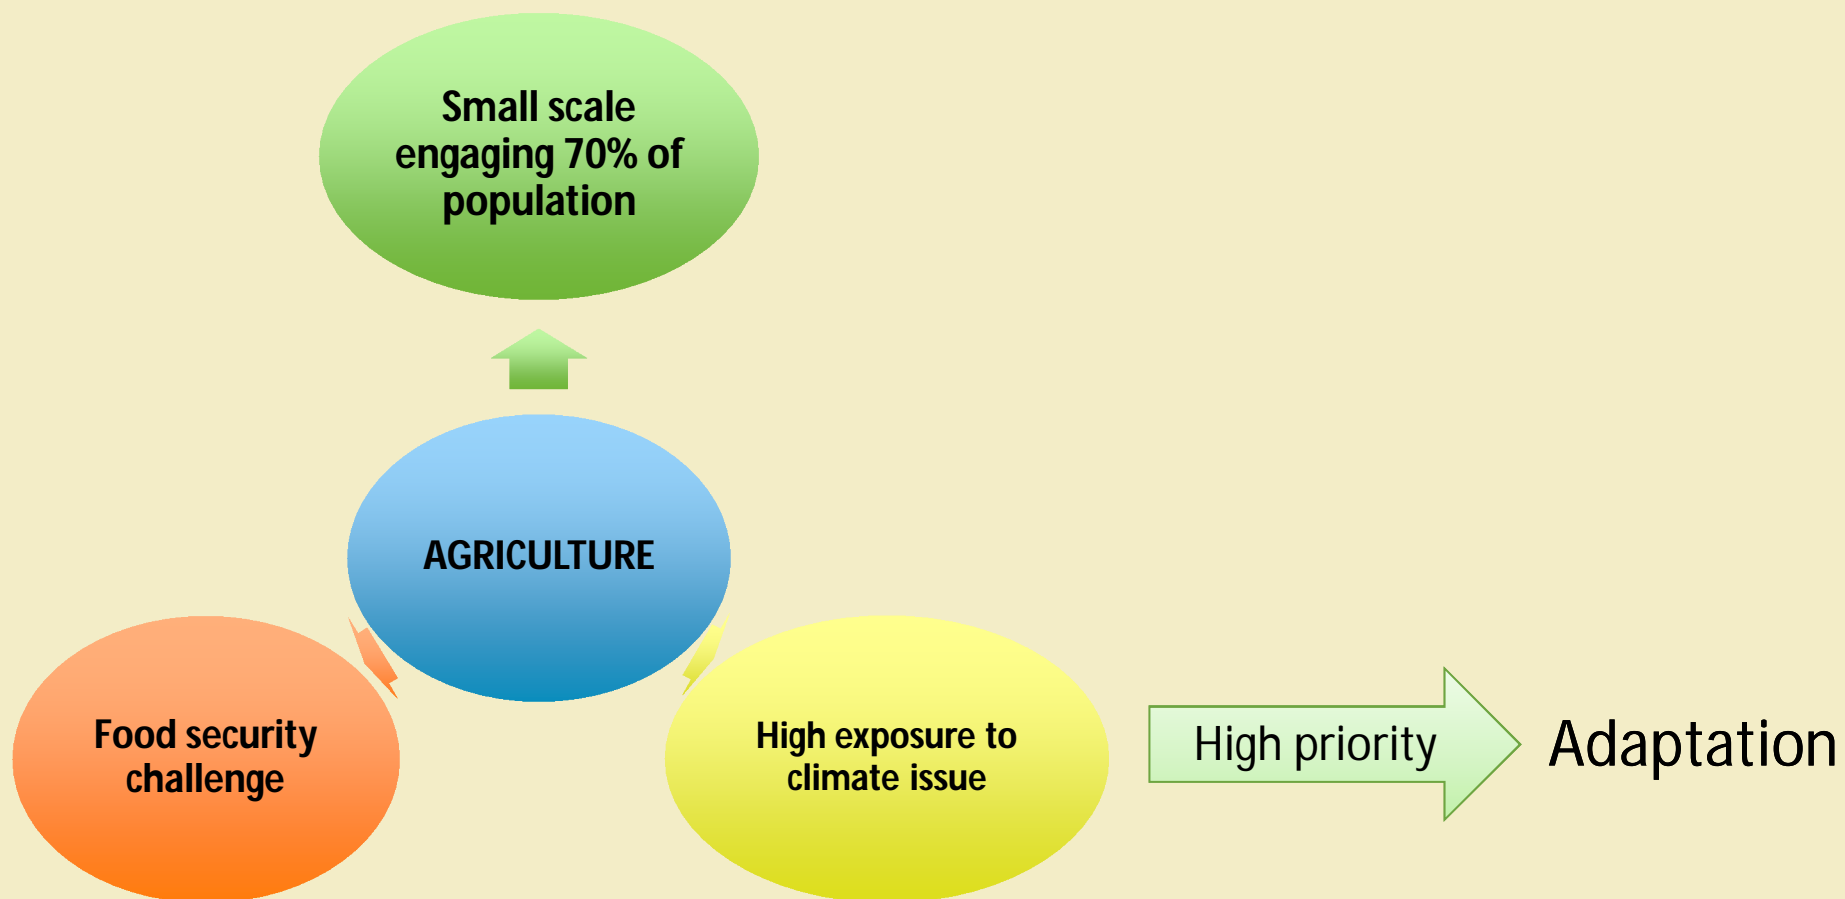 Small scale
engaging 70% of
population
AGRICULTURE
Food security
challenge
High exposure to
climate issue
High priority
Adaptation